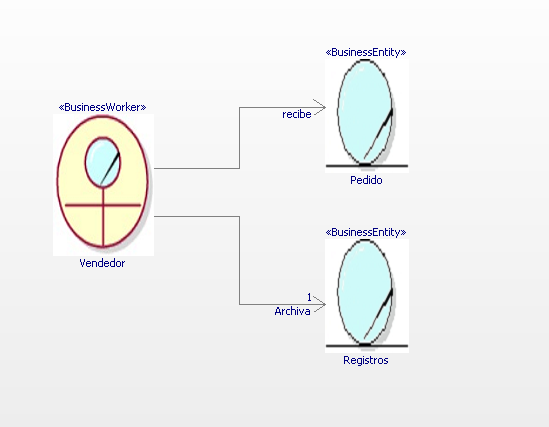 «BusinessEntity»
«BusinessWorker»
recibe
Pedido
«BusinessEntity»
Vendedor
1
Archiva
Registros